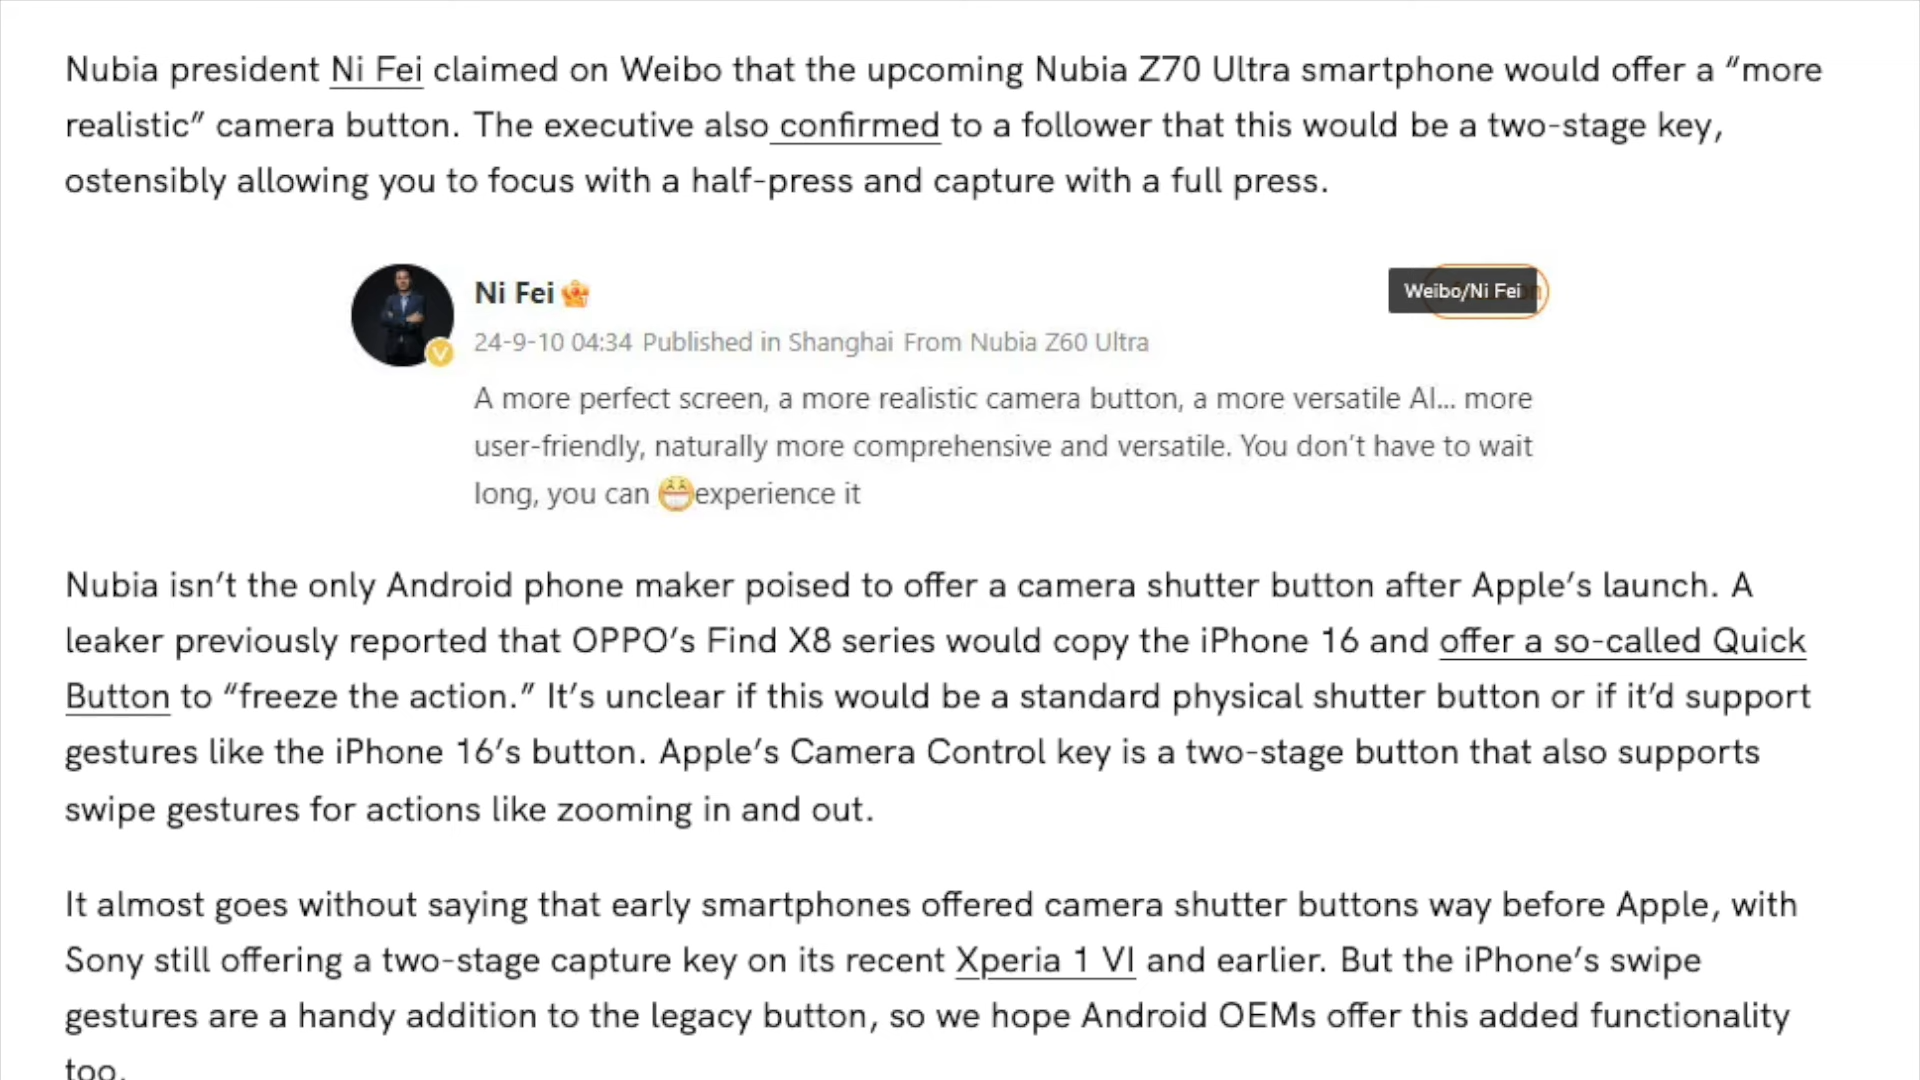 Nubia president Ni Fei claimed on Weibo that the upcoming Nubia Z70 Ultra smartphone would offer a “more
realistic” camera button. The executive also confirmed to a follower that this would be a two-stage key,
ostensibly allowing you to focus with a half-press and capture with a full press.
Ni Fei
Weibo/Ni Fei
24-9-10 04:34 Published in Shanghai From Nubia Z60 Ultra
A more perfect screen, a more realistic camera button, a more versatile AI... more
user-friendly, naturally more comprehensive and versatile. You don’t have to wait
long, you can 😁experience it
Nubia isn’t the only Android phone maker poised to offer a camera shutter button after Apple’s launch. A
leaker previously reported that OPPO’s Find X8 series would copy the iPhone 16 and offer a so-called Quick
Button to “freeze the action.” It’s unclear if this would be a standard physical shutter button or if it’d support
gestures like the iPhone 16’s button. Apple’s Camera Control key is a two-stage button that also supports
swipe gestures for actions like zooming in and out.
It almost goes without saying that early smartphones offered camera shutter buttons way before Apple, with
Sony still offering a two-stage capture key on its recent Xperia 1 VI and earlier. But the iPhone’s swipe
gestures are a handy addition to the legacy button, so we hope Android OEMs offer this added functionality
too.